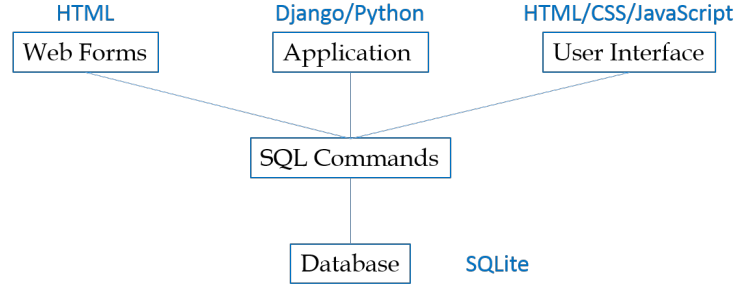 HTML
Django/Python
HTML/CSS/JavaScript
Web Forms
Application
User Interface
SQL Commands
Database
SQLite